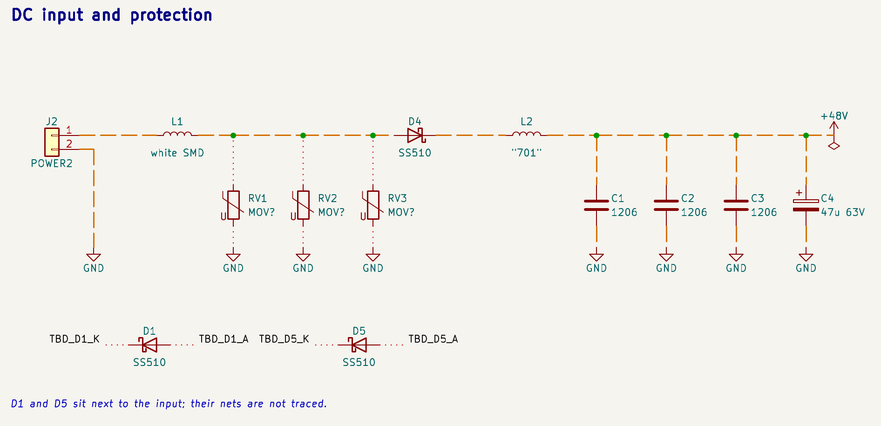 DC input and protection
J2
1
2
POWER2
GND
L1
white SMD
RV1
MOV?
GND
RV2
MOV?
GND
RV3
MOV?
GND
U
U
U
D4
SS510
L2
"701"
C1
1206
GND
C2
1206
GND
C3
1206
GND
+48V
+
C4
47u 63V
GND
TBD_D1_K
D1
SS510
TBD_D1_A
TBD_D5_K
D5
SS510
TBD_D5_A
D1 and D5 sit next to the input; their nets are not traced.